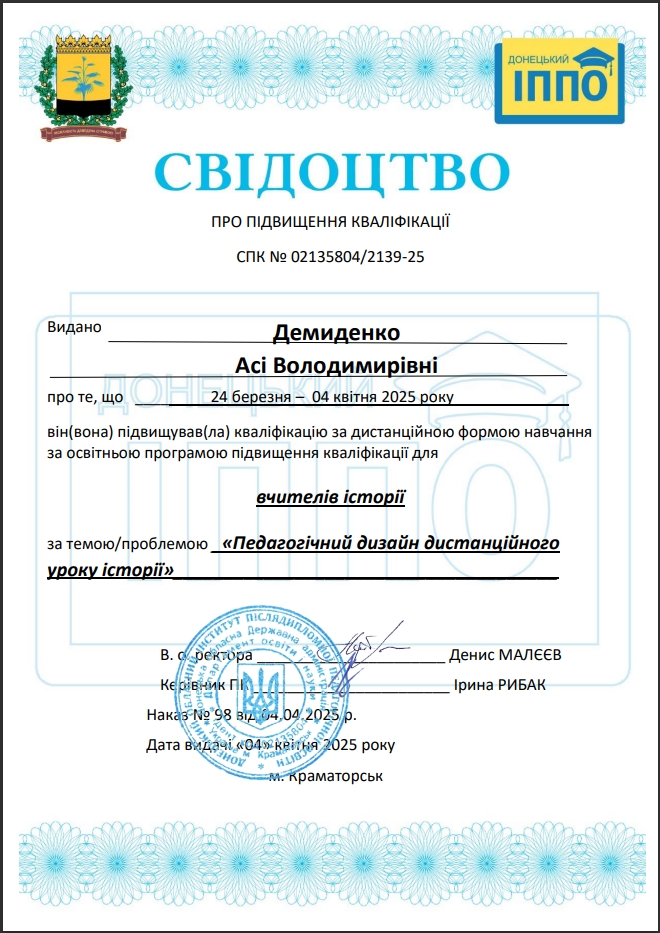 ДОНЕЦЬКИЙ
ІППО
СВІДОЦТВО
ПРО ПІДВИЩЕННЯ КВАЛІФІКАЦІЇ
СПК № 02135804/2139-25
Видано Демиденко
Асі Володимирівні
про те, що 24 березня – 04 квітня 2025 року
він(вона) підвищував(ла) кваліфікацію за дистанційною формою навчання
за освітньою програмою підвищення кваліфікації для
вчителів історії
за темою/проблемою «Педагогічний дизайн дистанційного
уроку історії»
ДОНЕЦЬКИЙ
ІППО
В. о. ректора Денис МАЛЄЄВ
Керівник ПК Ірина РИБАК
Наказ № 98 від 04.04.2025 р.
Дата видачі «04» квітня 2025 року
м. Краматорськ